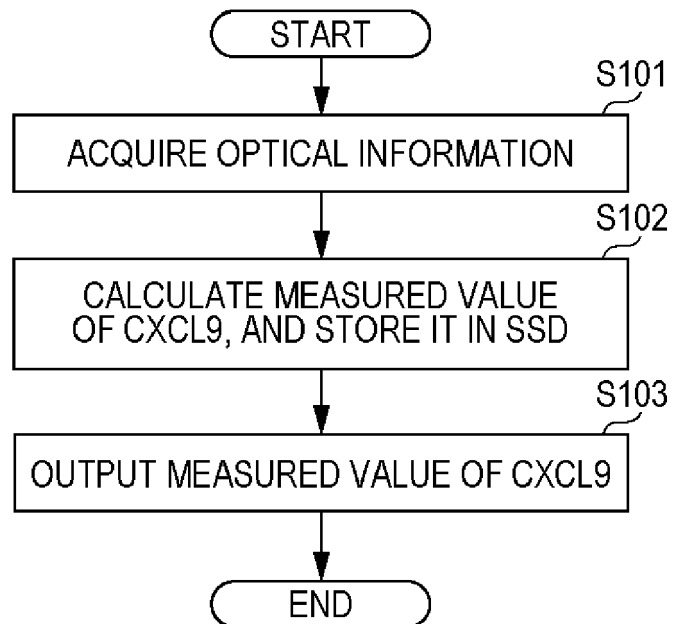 START
S101
ACQUIRE OPTICAL INFORMATION
S102
CALCULATE MEASURED VALUE
OF CXCL9, AND STORE IT IN SSD
S103
OUTPUT MEASURED VALUE OF CXCL9
END